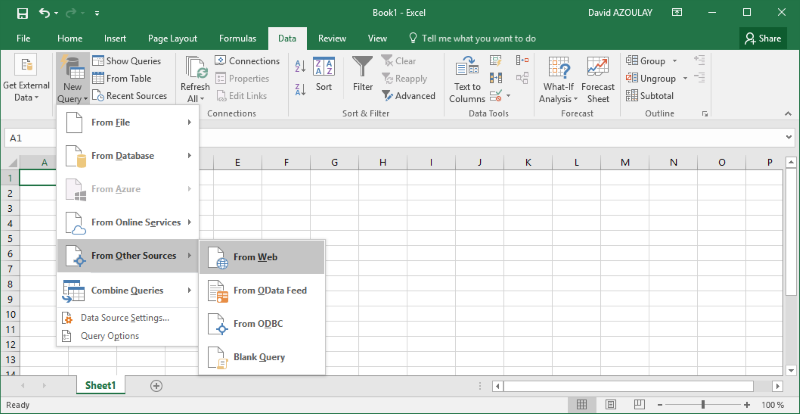 Book1 - Excel
David AZOULAY
File Home Insert Page Layout Formulas Data Review View Tell me what you want to do Share
Get External Data
New Query
Show Queries
From Table
Recent Sources
Refresh All
Connections
Properties
Edit Links
Sort
Filter
Clear
Reapply
Advanced
Text to Columns
What-If Analysis
Forecast Sheet
Group
Ungroup
Subtotal
Connections
Sort & Filter
Data Tools
Forecast
Outline
A1
A E F G H I J K L M N O P
1
2
3
4
5
6
7
8
9
10
11
12
13
14
From File
From Database
From Azure
From Online Services
From Other Sources
Combine Queries
Data Source Settings...
Query Options
From Web
From OData Feed
From ODBC
Blank Query
Sheet1
Ready
100 %